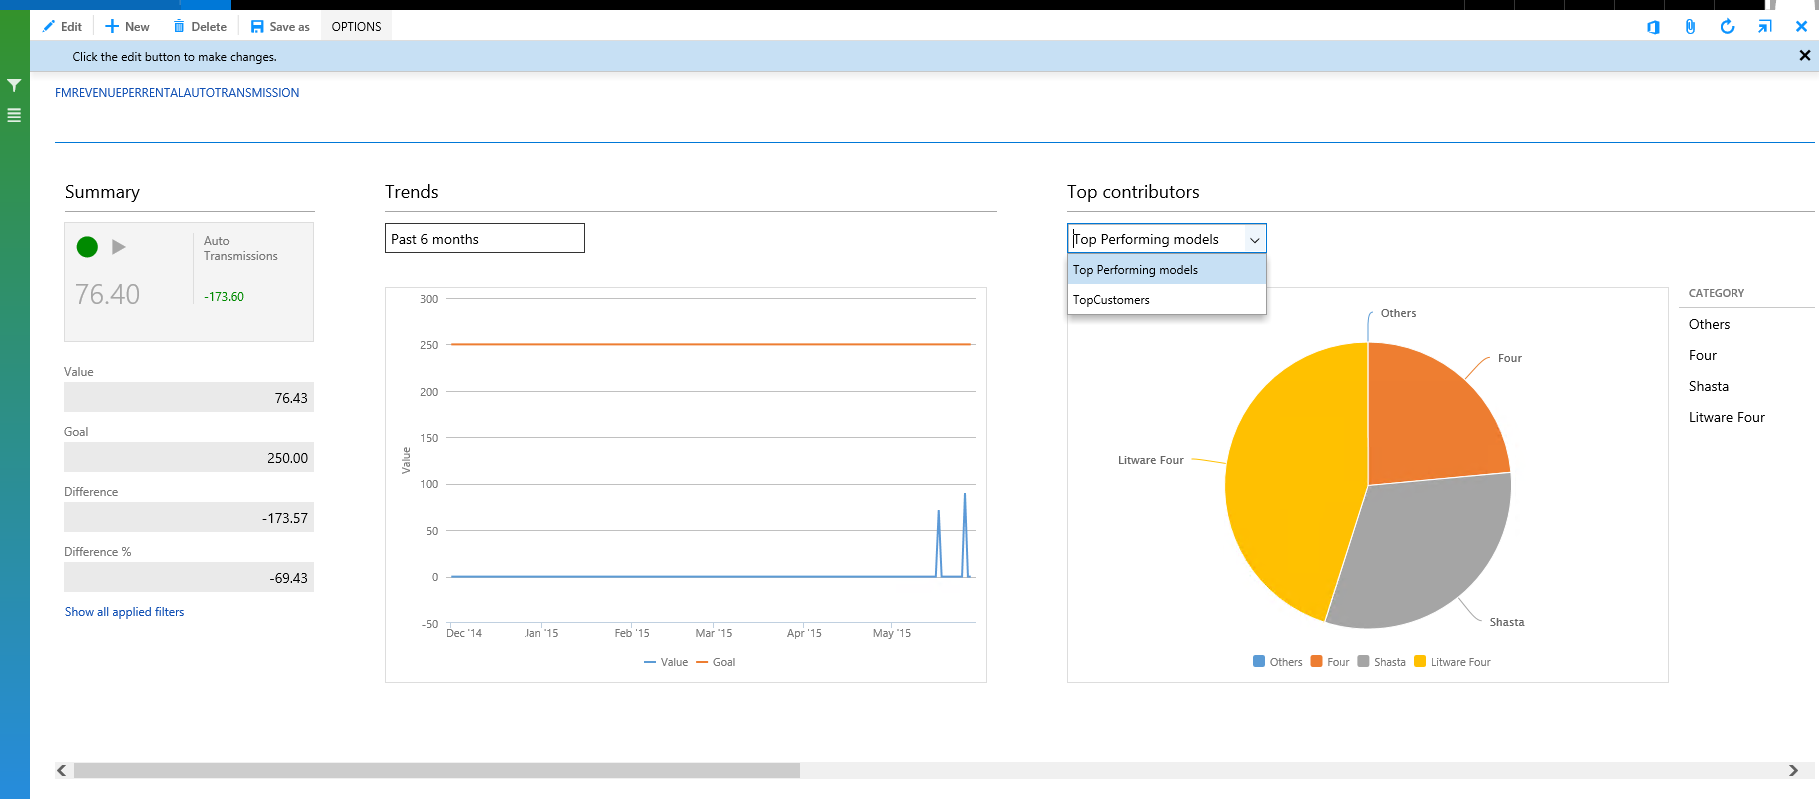 Edit New Delete Save as OPTIONS
Click the edit button to make changes.
FMREVENUEPERRENTALAUTOTRANSMISSION
Summary
Auto
Transmissions
76.40
-173.60
Value
76.43
Goal
250.00
Difference
-173.57
Difference %
-69.43
Show all applied filters
Trends
Past 6 months
300
250
200
150
100
50
0
-50
Value
Dec '14 Jan '15 Feb '15 Mar '15 Apr '15 May '15
Value Goal
Top contributors
Top Performing models
Top Performing models
TopCustomers
Others
Four
Litware Four
Shasta
Others Four Shasta Litware Four
CATEGORY
Others
Four
Shasta
Litware Four